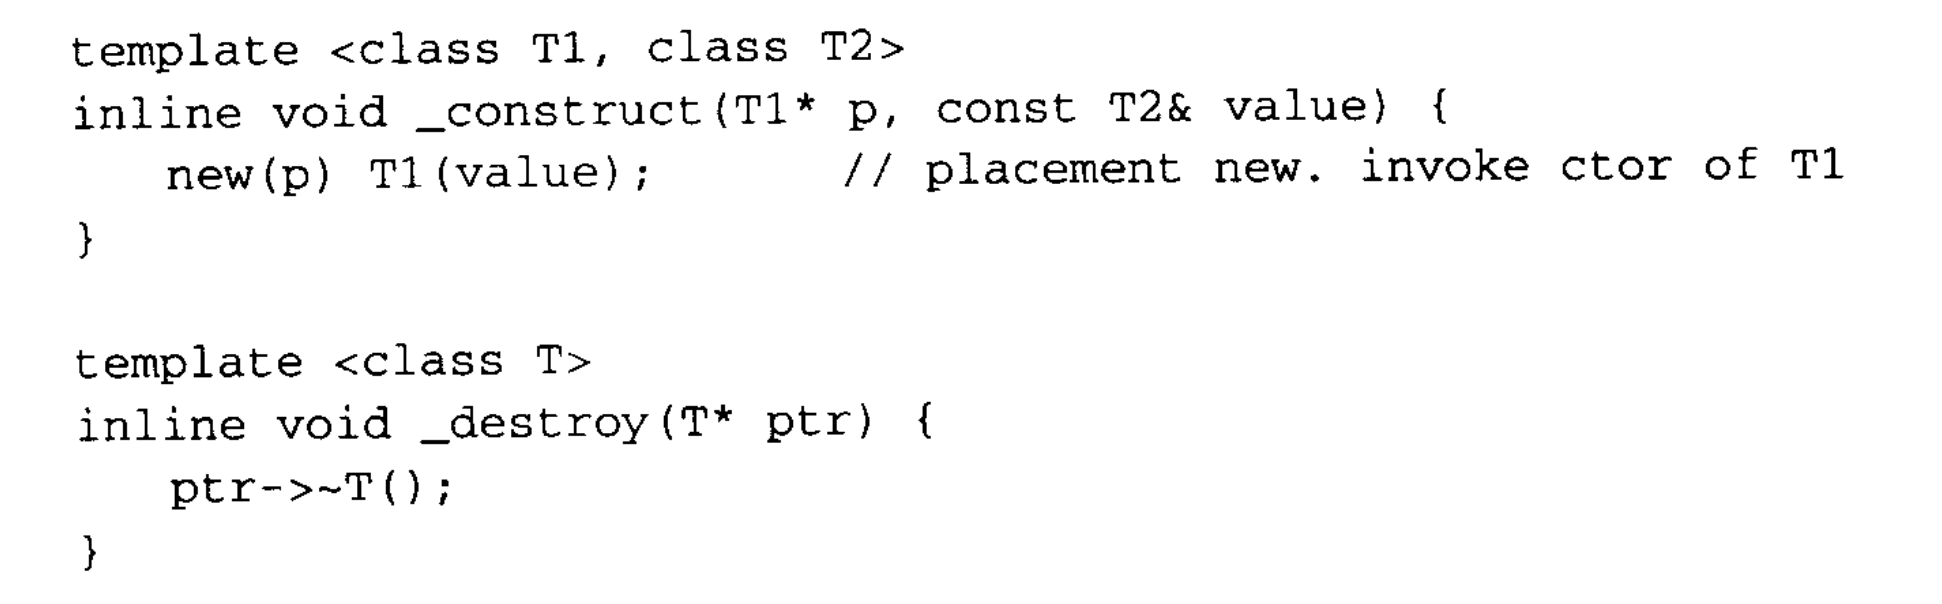 template <class T1, class T2>
inline void _construct(T1* p, const T2& value) {
new(p) T1(value); // placement new. invoke ctor of T1
}
template <class T>
inline void _destroy(T* ptr) {
ptr->~T();
}